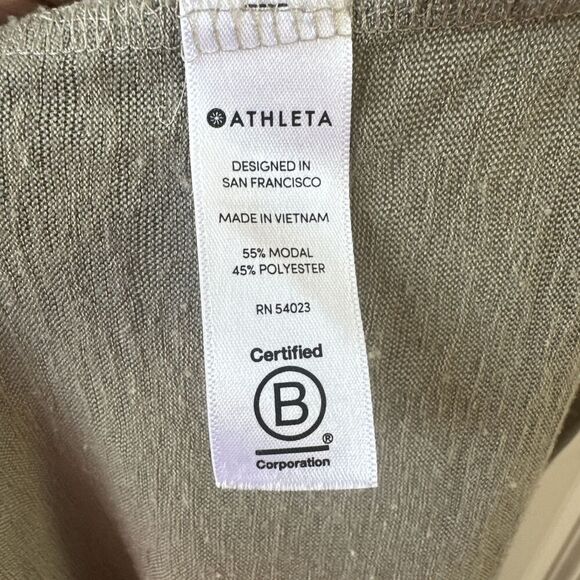 ATHLETA
DESIGNED IN
SAN FRANCISCO
MADE IN VIETNAM
55% MODAL
45% POLYESTER
RN 54023
Certified
B
®
Corporation